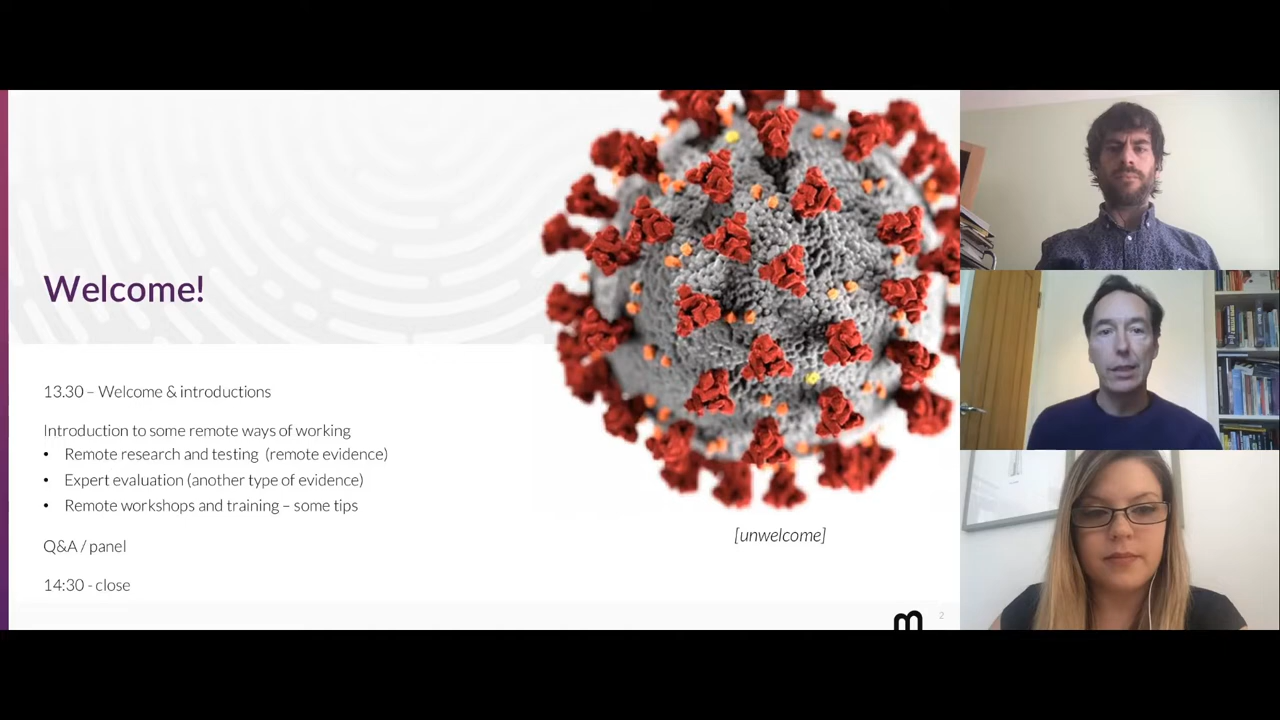 Welcome!
13.30 – Welcome & introductions
Introduction to some remote ways of working
• Remote research and testing (remote evidence)
• Expert evaluation (another type of evidence)
• Remote workshops and training – some tips
Q&A / panel
14:30 - close
[unwelcome]
m
2